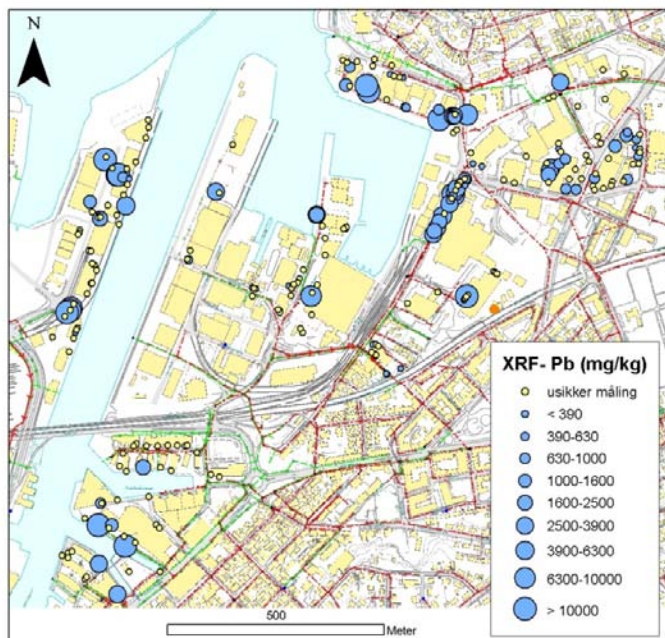 N
XRF- Pb (mg/kg)
usikker måling
< 390
390-630
630-1000
1000-1600
1600-2500
2500-3900
3900-6300
6300-10000
> 10000
500
Meter